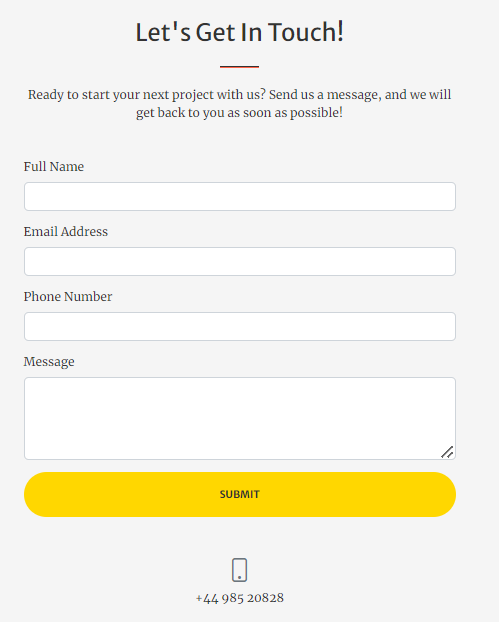 Let's Get In Touch!
Ready to start your next project with us? Send us a message, and we will
get back to you as soon as possible!
Full Name
Email Address
Phone Number
Message
SUBMIT
+44 985 20828